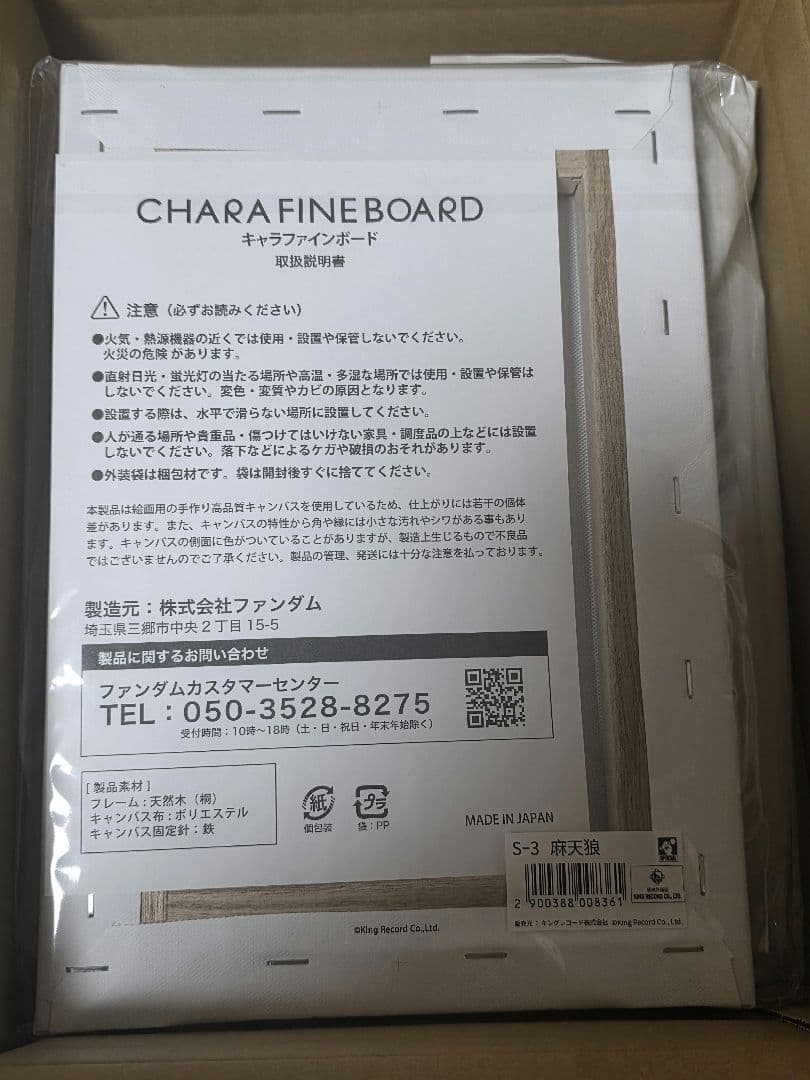 CHARA FINE BOARD
キャラファインボード
取扱説明書
注意（必ずお読みください）
●火気・熱源機器の近くでは使用・設置や保管しないでください。
火災の危険 があります。
●直射日光・蛍光灯の当たる場所や高温・多湿な場所では使用・設置や保管は
しないでください。変色・変質やカビの原因となります。
●設置する際は、水平で滑らない場所に設置してください。
●人が通る場所や貴重品・傷つけてはいけない家具・調度品の上などには設置
しないでください。落下などによるケガや破損のおそれがあります。
●外装袋は梱包材です。袋は開封後すぐに捨ててください。
本製品は絵画用の手作り高品質キャンバスを使用しているため、仕上がりには若干の個体
差があります。また、キャンバスの特性から角や縁には小さな汚れやシワがある事もあり
ます。キャンバスの側面に色がついていることがありますが、製造上生じるもので不良品
ではございませんのでご了承ください。製品の管理、発送には十分な注意を払っております。
製造元：株式会社ファンダム
埼玉県三郷市中央２丁目 15-5
製品に関するお問い合わせ
ファンダムカスタマーセンター
TEL：050-3528-8275
受付時間：10時〜18時（土・日・祝日・年末年始除く）
[ 製品素材 ]
フレーム：天然木（桐）
キャンバス布：ポリエステル
キャンバス固定針：鉄
紙
個包装
プラ
袋：PP
MADE IN JAPAN
S-3 麻天狼
OFFICIAL
2 900388 008361
KING RECORD CO., LTD.
販売元：キングレコード株式会社 ©King Record Co., Ltd.
©King Record Co.,Ltd.